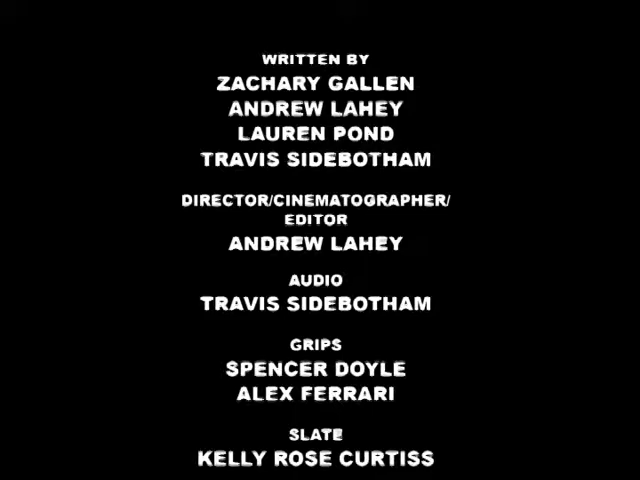 WRITTEN BY
ZACHARY GALLEN
ANDREW LAHEY
LAUREN POND
TRAVIS SIDEBOTHAM
DIRECTOR/CINEMATOGRAPHER/
EDITOR
ANDREW LAHEY
AUDIO
TRAVIS SIDEBOTHAM
GRIPS
SPENCER DOYLE
ALEX FERRARI
SLATE
KELLY ROSE CURTISS